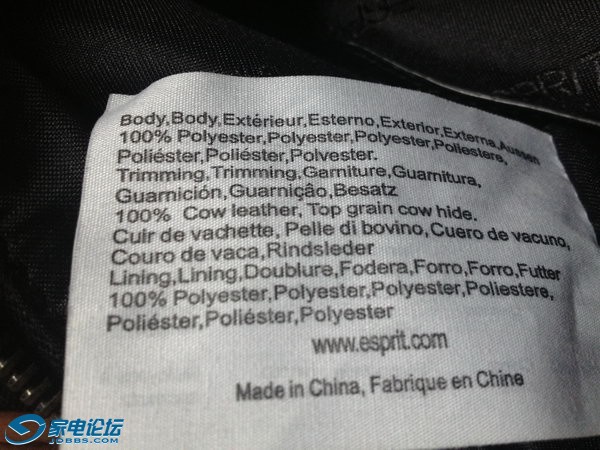 Body,Body,Extérieur,Esterno,Exterior,Externa,Aussen
100% Polyester,Polyester,Polyester,Poliestere,
Poliéster,Poliéster,Polyester.
Trimming,Trimming,Garniture,Guarnitura,
Guarnición,Guarnição,Besatz
100% Cow leather, Top grain cow hide.
Cuir de vachette, Pelle di bovino,Cuero de vacuno,
Couro de vaca,Rindsleder
Lining,Lining,Doublure,Fodera,Forro,Forro,Futter
100% Polyester,Polyester,Polyester,Poliestere,
Poliéster,Poliéster,Polyester
www.esprit.com
Made in China, Fabrique en Chine
家电论坛
JDBBS.COM